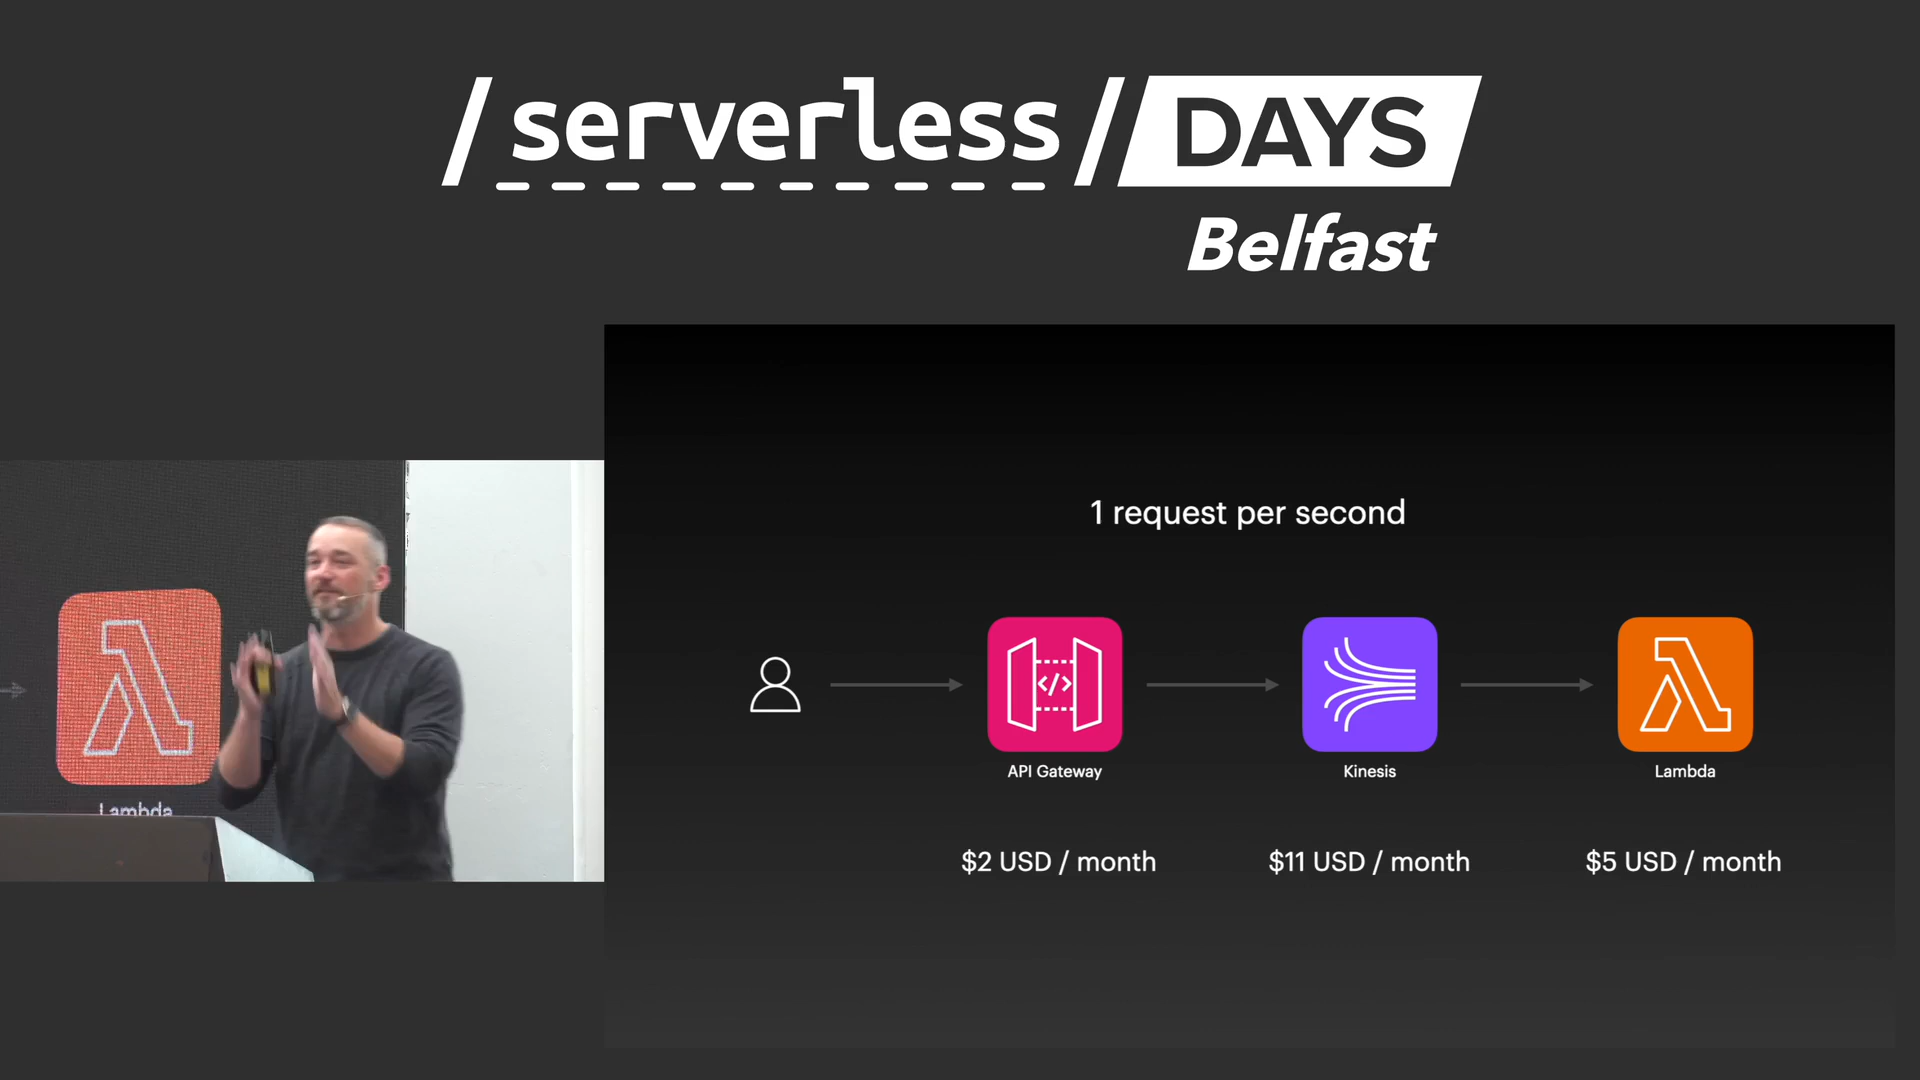 /serverless/DAYS
Belfast
1 request per second
</>
API Gateway
Kinesis
Lambda
$2 USD / month
$11 USD / month
$5 USD / month
Lambda